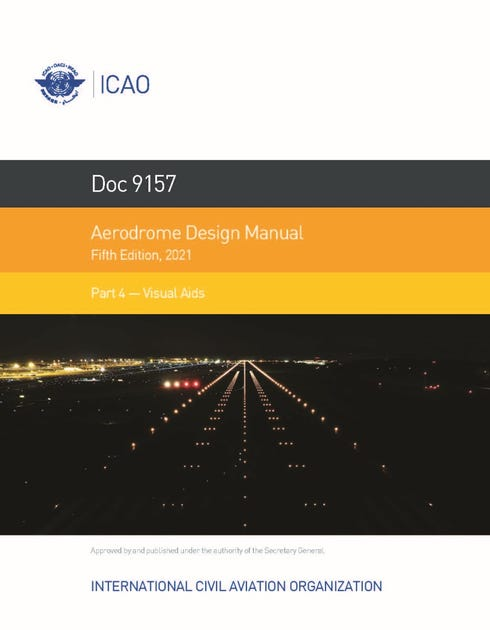 ICAO
Doc 9157
Aerodrome Design Manual
Fifth Edition, 2021
Part 4 — Visual Aids
Approved by and published under the authority of the Secretary General.
INTERNATIONAL CIVIL AVIATION ORGANIZATION